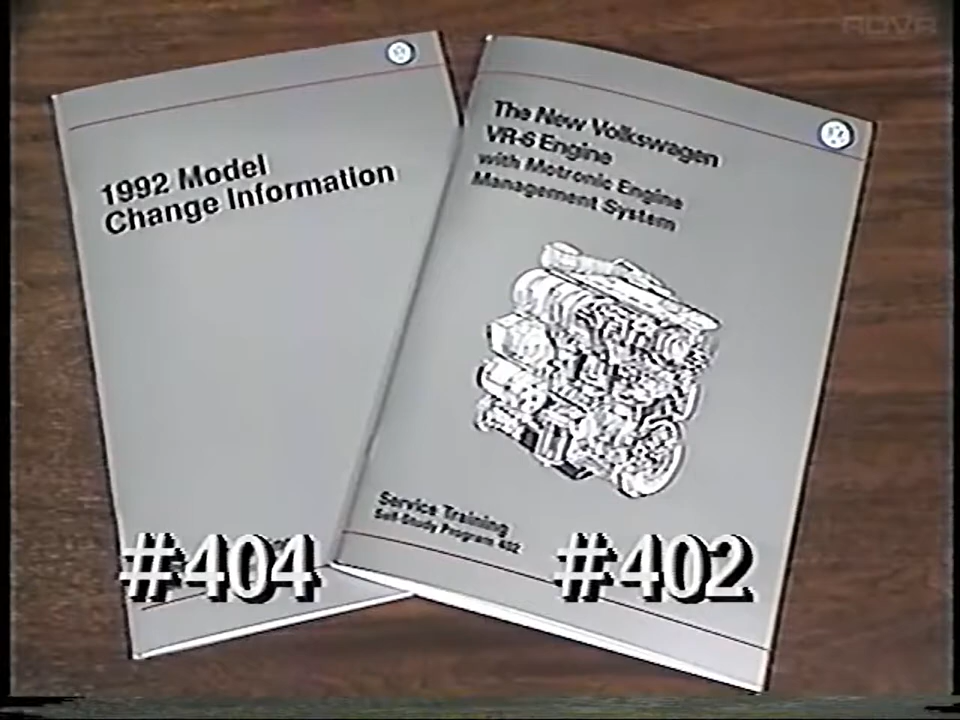 1992 Model
Change Information
#404
The New Volkswagen
VR-6 Engine
with Motronic Engine
Management System
Service Training
Self-Study Program 402
#402